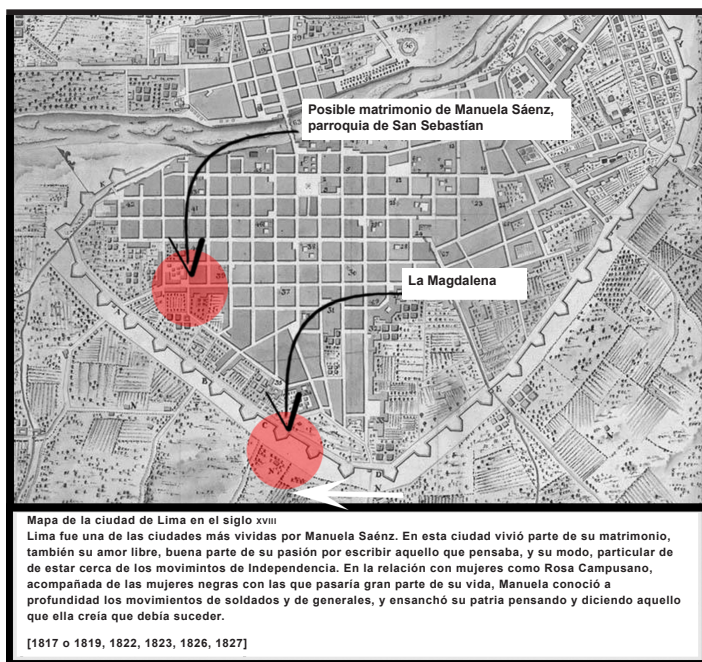 Posible matrimonio de Manuela Sáenz,
parroquia de San Sebastían
La Magdalena
Mapa de la ciudad de Lima en el siglo XVIII
Lima fue una de las ciudades más vividas por Manuela Saénz. En esta ciudad vivió parte de su matrimonio,
también su amor libre, buena parte de su pasión por escribir aquello que pensaba, y su modo, particular de
de estar cerca de los movimintos de Independencia. En la relación con mujeres como Rosa Campusano,
acompañada de las mujeres negras con las que pasaría gran parte de su vida, Manuela conoció a
profundidad los movimientos de soldados y de generales, y ensanchó su patria pensando y diciendo aquello
que ella creía que debía suceder.
[1817 o 1819, 1822, 1823, 1826, 1827]